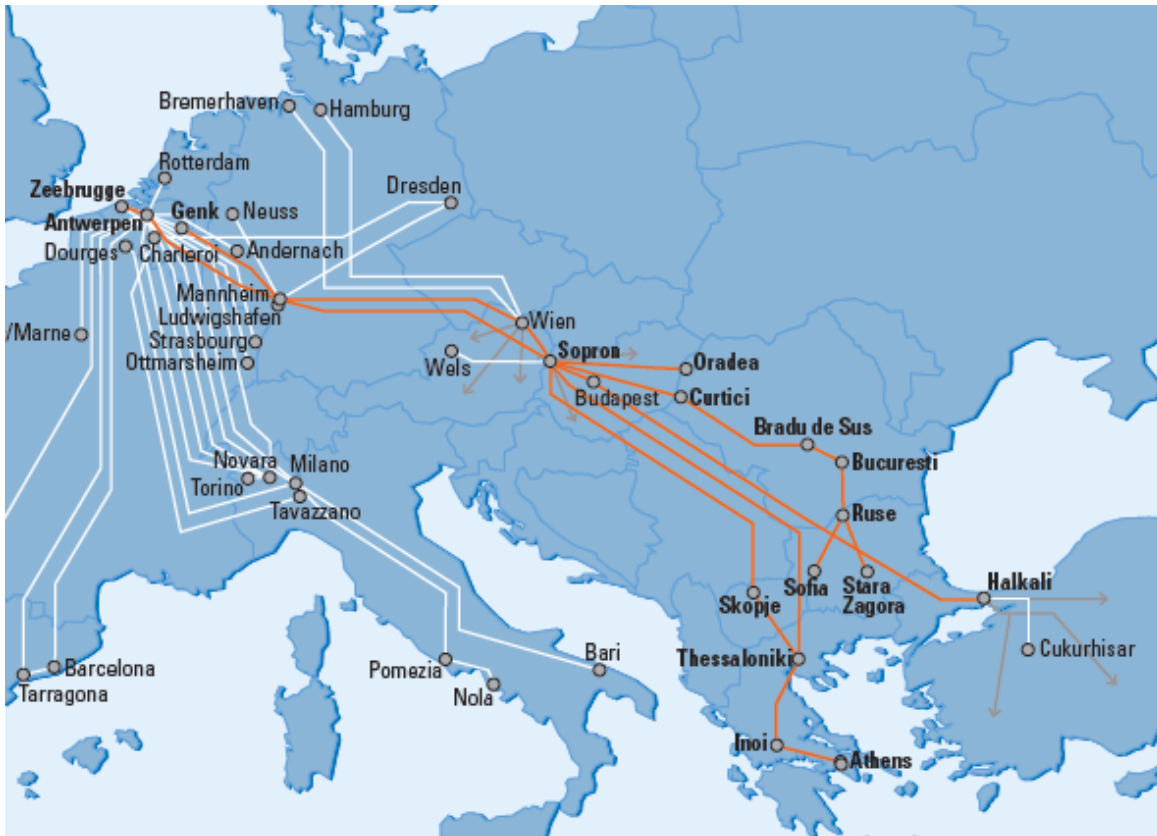 Bremerhaven
Hamburg
Rotterdam
Zeebrugge
Genk
Neuss
Dresden
Antwerpen
Dourges
Charleroi
Andernach
Mannheim
Ludwigshafen
/Marne
Strasbourg
Ottmarsheim
Wien
Wels
Sopron
Oradea
Budapest
Curtici
Bradu de Sus
Bucuresti
Novara
Milano
Torino
Tavazzano
Ruse
Sofia
Stara
Zagora
Halkali
Skopje
Cukurhisar
Thessaloniki
Barcelona
Tarragona
Pomezia
Nola
Bari
Inoi
Athens